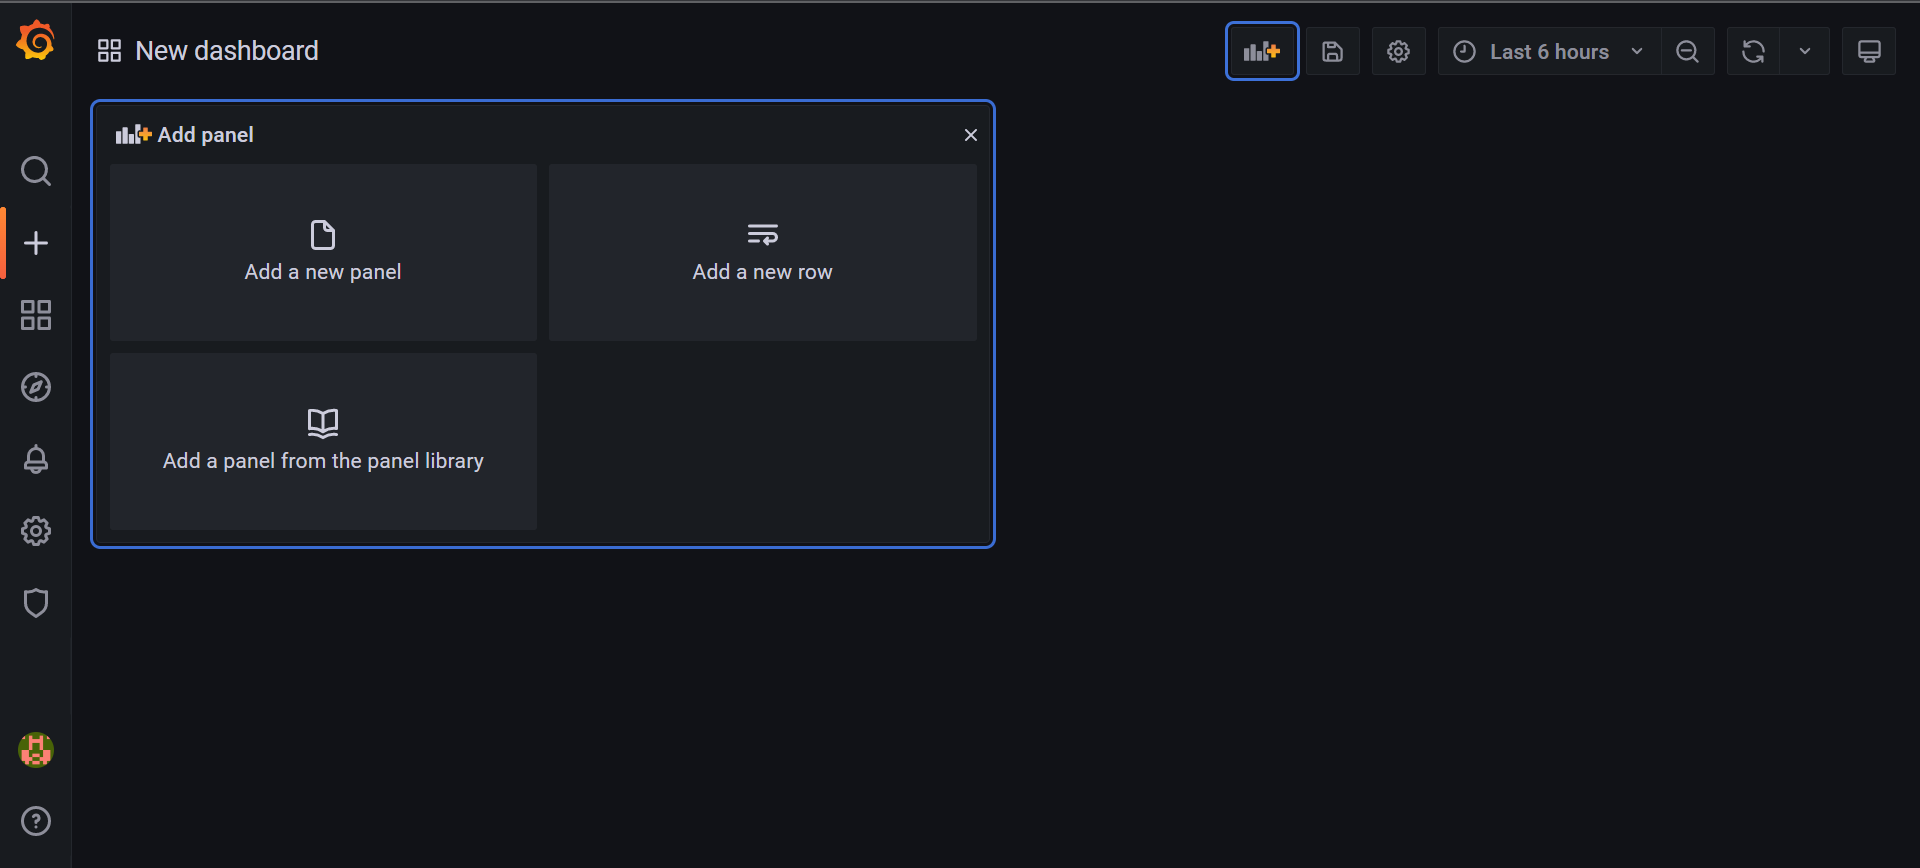 New dashboard
Last 6 hours
Add panel
Add a new panel
Add a new row
Add a panel from the panel library